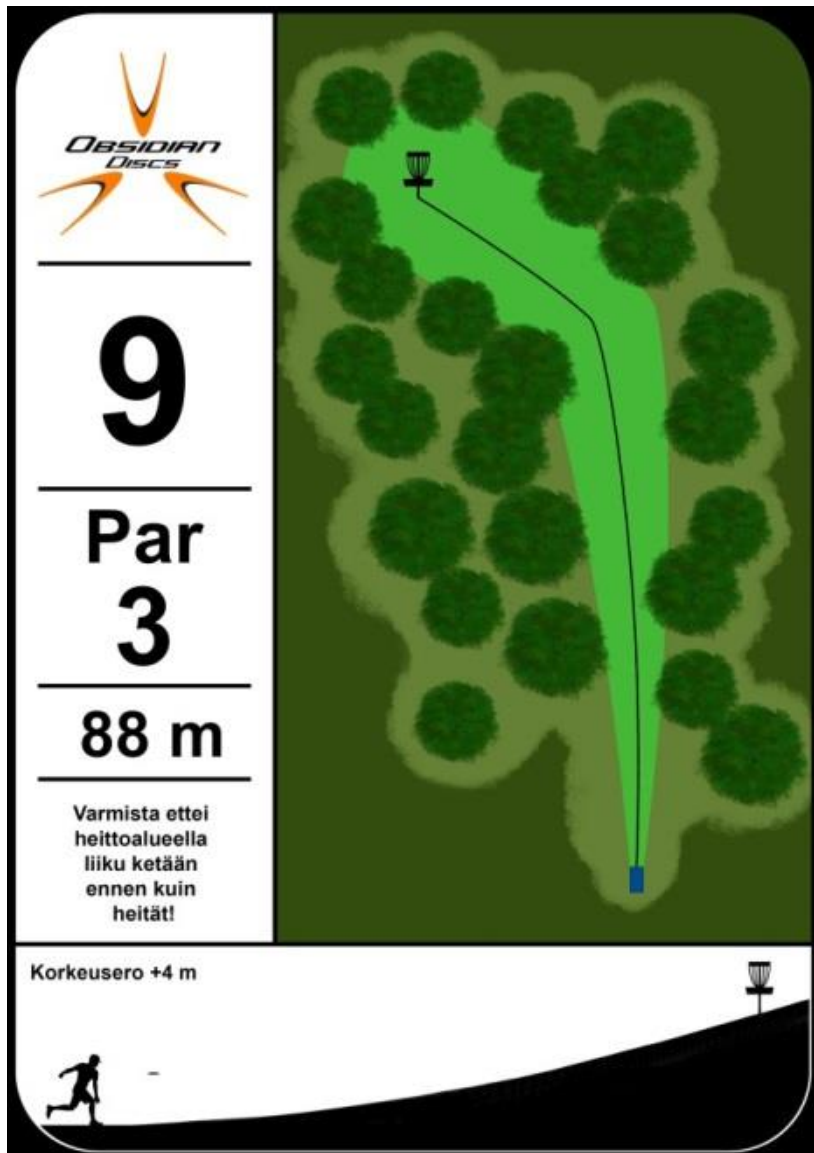 OBSIDIAN
DISCS
9
Par
3
88 m
Varmista ettei
heittoalueella
liiku ketään
ennen kuin
heität!
Korkeusero +4 m